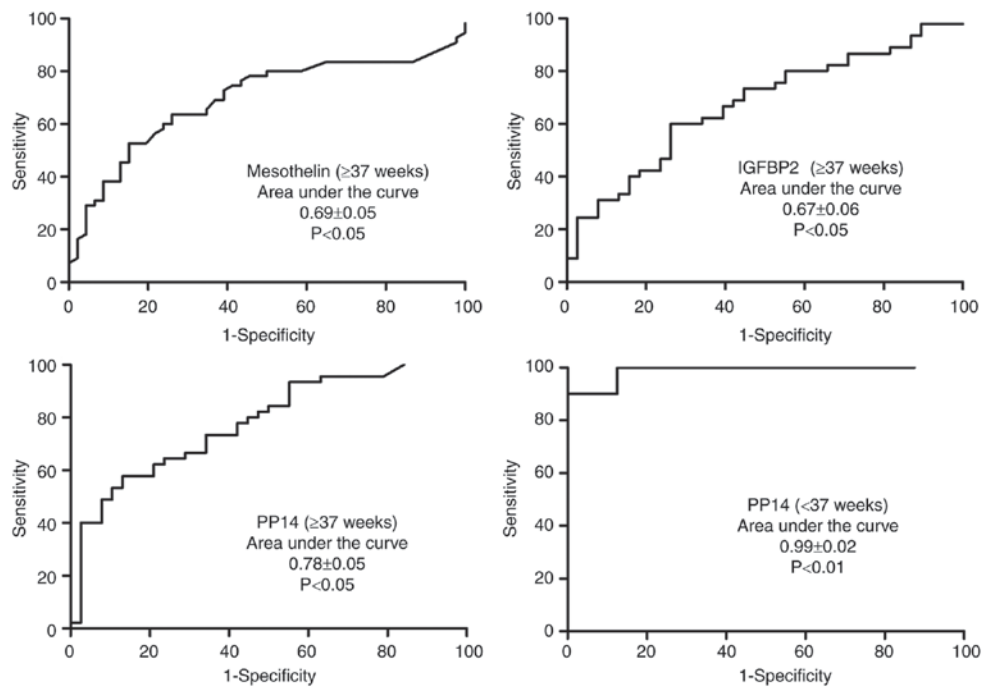 100
80
60
40
20
0
Sensitivity
Mesothelin (≥37 weeks)
Area under the curve
0.69±0.05
P<0.05
0 20 40 60 80 100
1-Specificity
100
80
60
40
20
0
Sensitivity
IGFBP2 (≥37 weeks)
Area under the curve
0.67±0.06
P<0.05
0 20 40 60 80 100
1-Specificity
100
80
60
40
20
0
Sensitivity
PP14 (≥37 weeks)
Area under the curve
0.78±0.05
P<0.05
0 20 40 60 80 100
1-Specificity
100
80
60
40
20
0
Sensitivity
PP14 (<37 weeks)
Area under the curve
0.99±0.02
P<0.01
0 20 40 60 80 100
1-Specificity